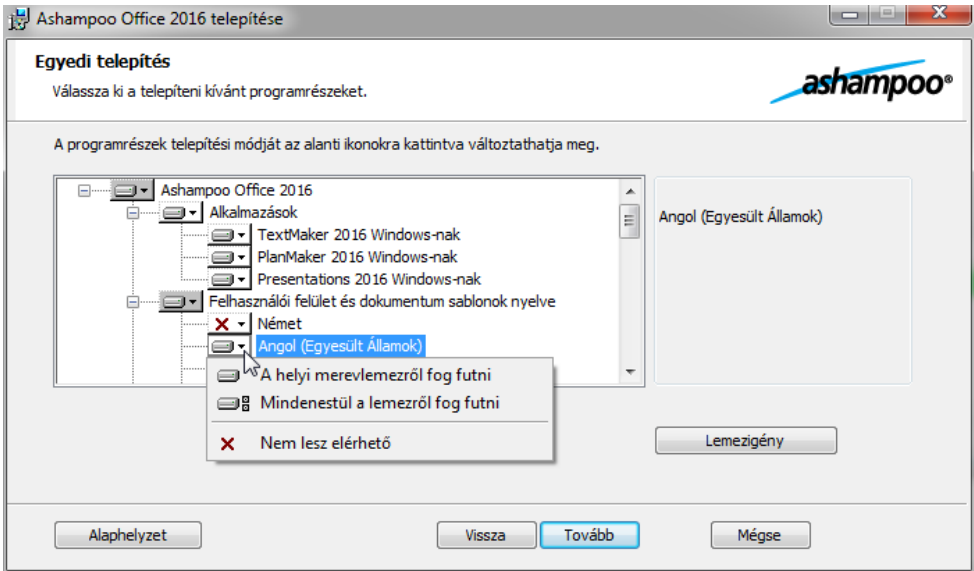 Ashampoo Office 2016 telepítése
Egyedi telepítés
Válassza ki a telepíteni kívánt programrészeket.
ashampoo®
A programrészek telepítési módját az alanti ikonokra kattintva változtathatja meg.
Ashampoo Office 2016
Alkalmazások
TextMaker 2016 Windows-nak
PlanMaker 2016 Windows-nak
Presentations 2016 Windows-nak
Felhasználói felület és dokumentum sablonok nyelve
Német
Angol (Egyesült Államok)
Angol (Egyesült Államok)
A helyi merevlemezről fog futni
Mindenestül a lemezről fog futni
Nem lesz elérhető
Lemezigény
Alaphelyzet
Vissza
Tovább
Mégse